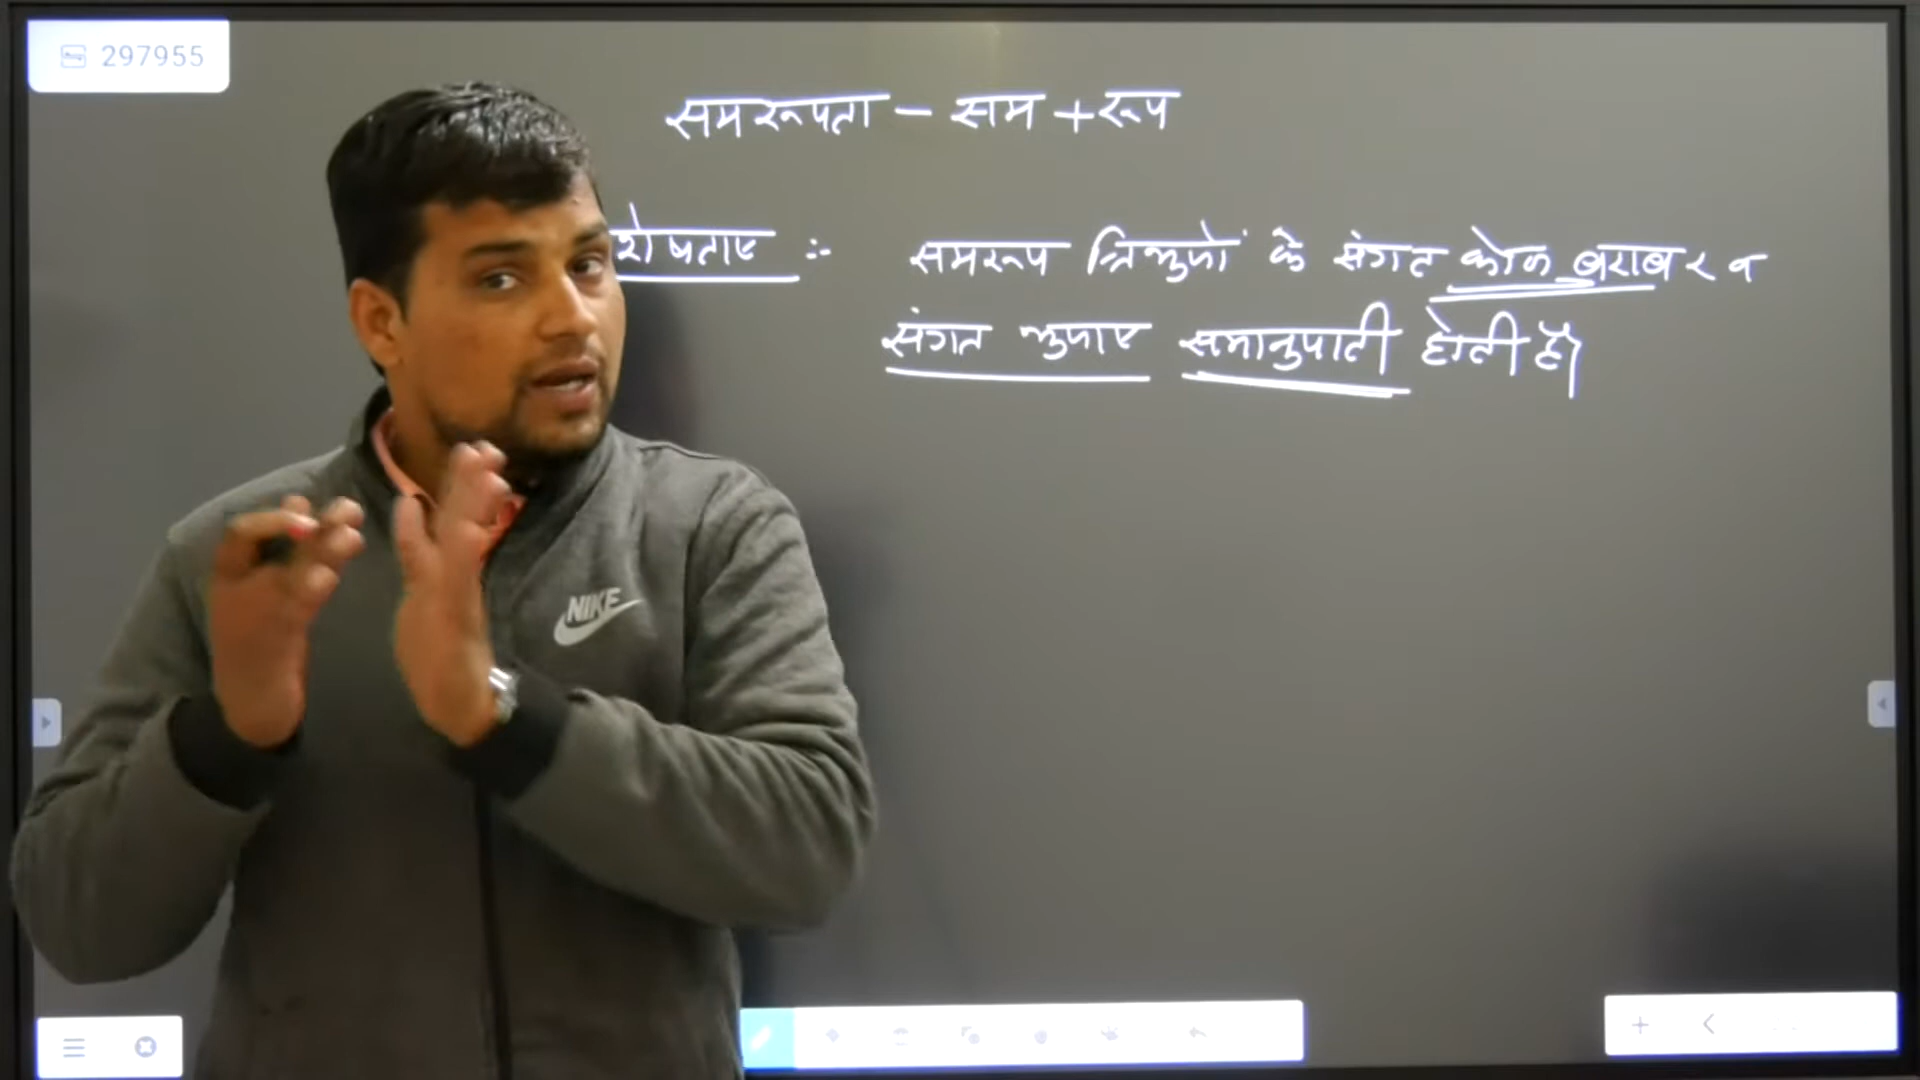 297955
समरूपता - सम + रूप
शेषताए :- समरूप त्रिभुजों के संगत कोण बराबर व
संगत भुजाए समानुपाती होती है।
NIKE